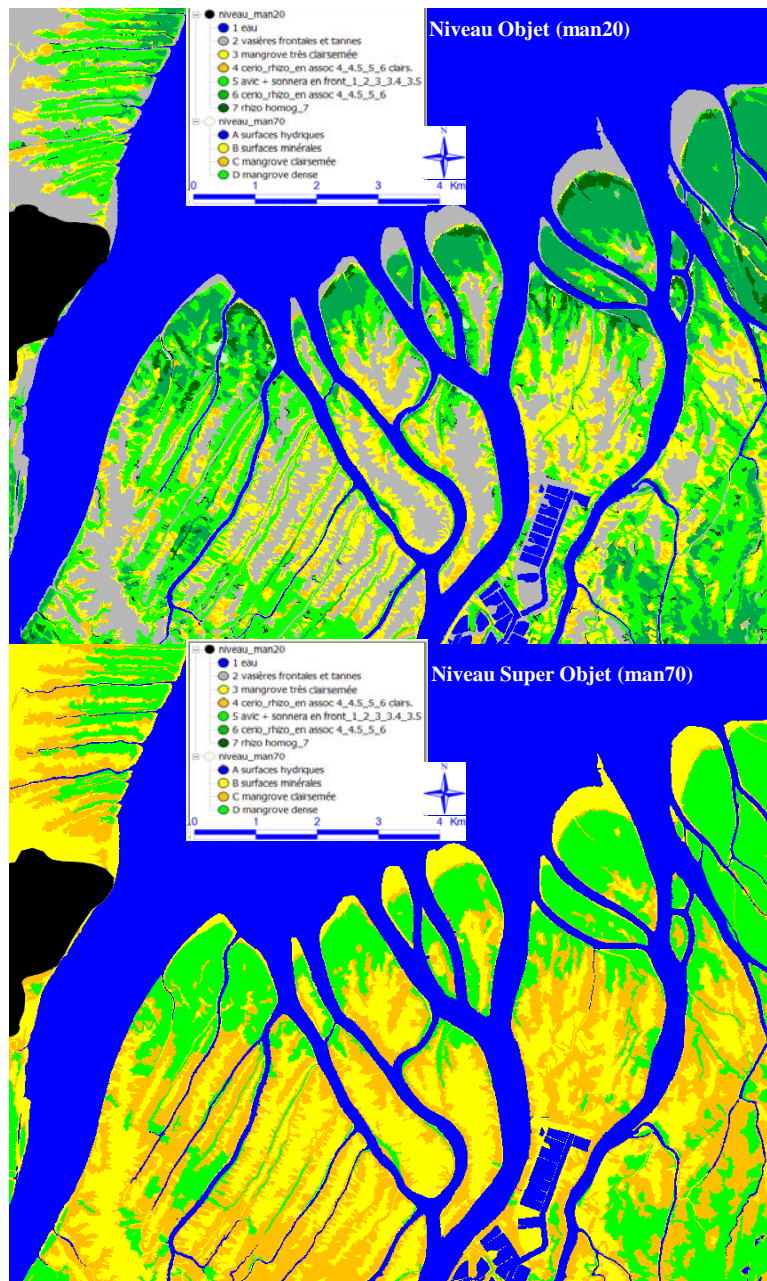 niveau_man20
1 eau
2 vasières frontales et tannes
3 mangrove très clairsemée
4 cerio_rhizo_en assoc 4_4.5_5_6 clairs.
5 avic + sonnera en front_1_2_3_3.4_3.5
6 cerio_rhizo_en assoc 4_4.5_5_6
7 rhizo homog_7
niveau_man70
A surfaces hydriques
B surfaces minérales
C mangrove clairsemée
D mangrove dense
Niveau Objet (man20)
N
0 1 2 3 4 Km
niveau_man20
1 eau
2 vasières frontales et tannes
3 mangrove très clairsemée
4 cerio_rhizo_en assoc 4_4.5_5_6 clairs.
5 avic + sonnera en front_1_2_3_3.4_3.5
6 cerio_rhizo_en assoc 4_4.5_5_6
7 rhizo homog_7
niveau_man70
A surfaces hydriques
B surfaces minérales
C mangrove clairsemée
D mangrove dense
Niveau Super Objet (man70)
N
0 1 2 3 4 Km